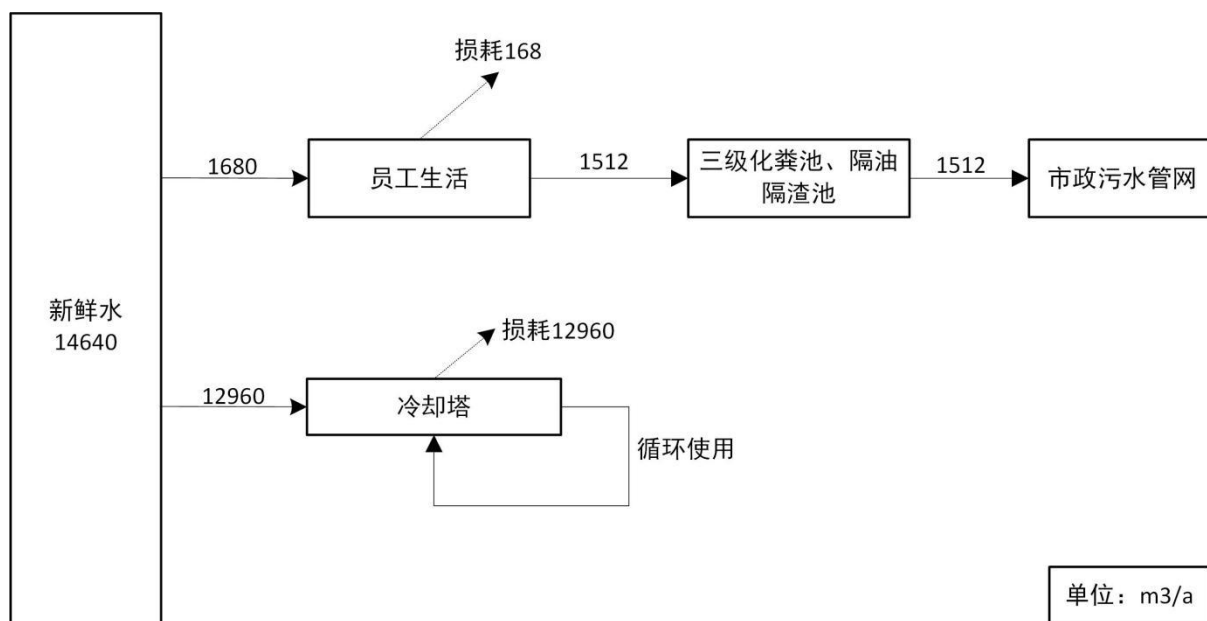 损耗168
1680
员工生活
1512
三级化粪池、隔油
隔渣池
1512
市政污水管网
新鲜水
14640
损耗12960
12960
冷却塔
循环使用
单位：m3/a